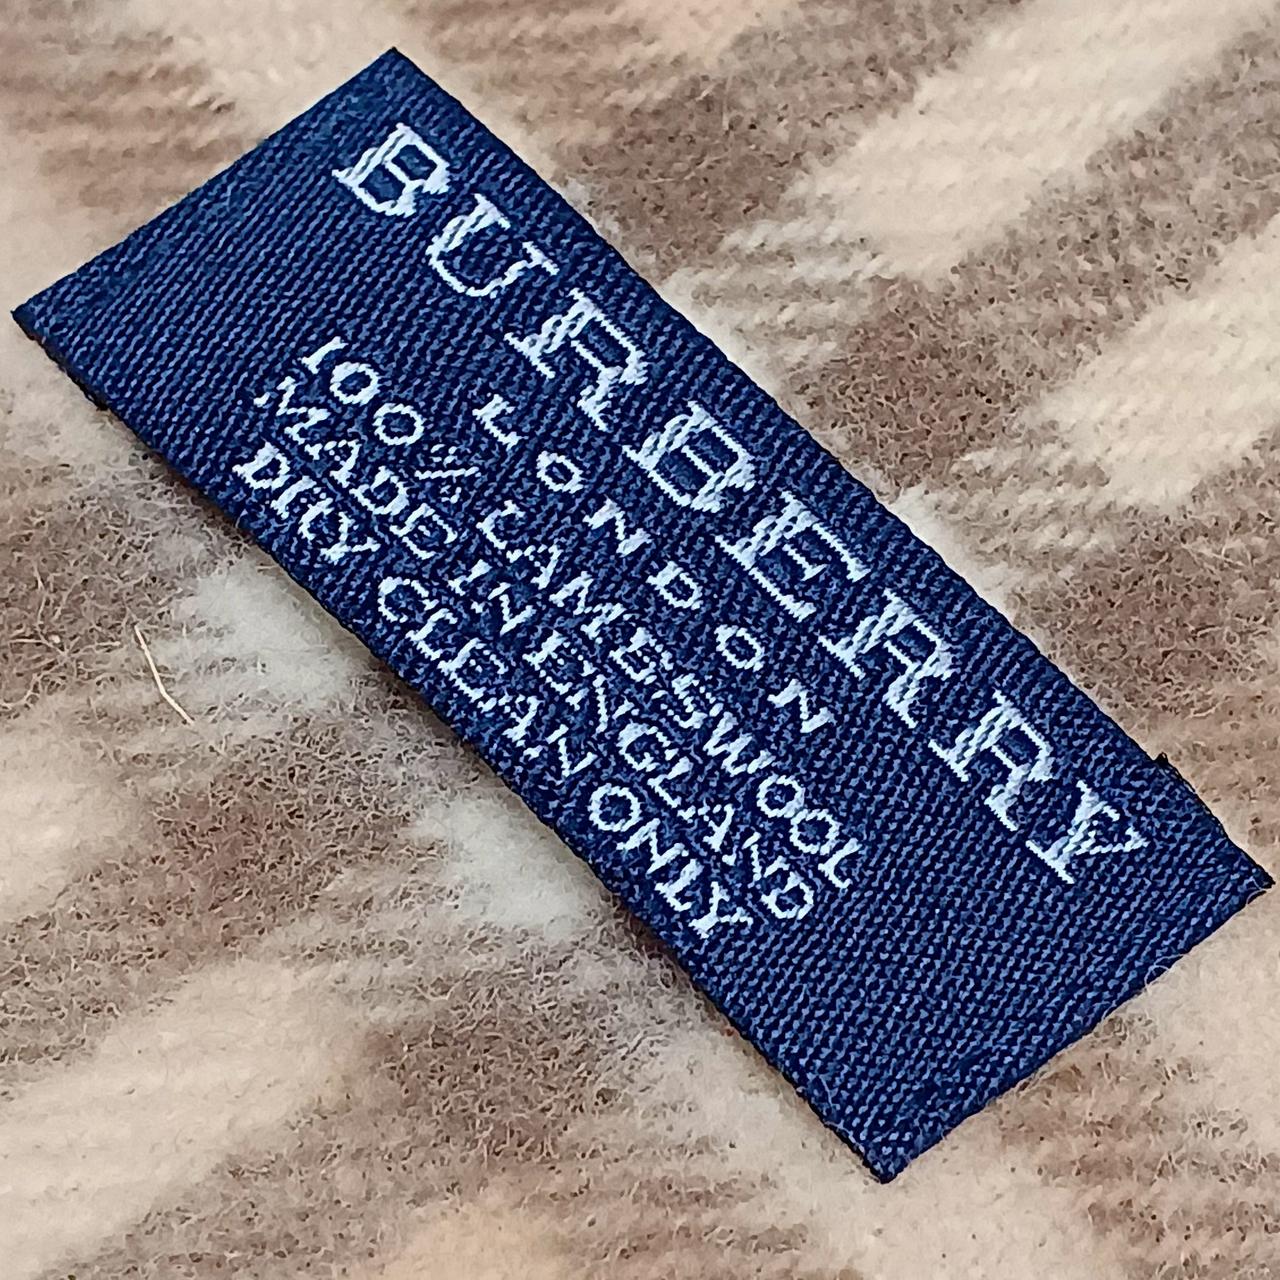 BURBERRY
LONDON
100% LAMBSWOOL
MADE IN ENGLAND
DRY CLEAN ONLY